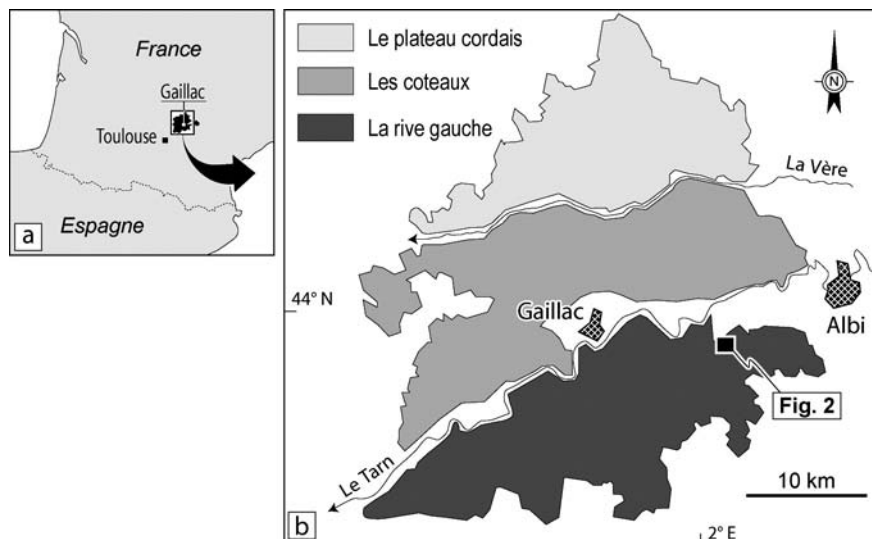 France
Gaillac
Toulouse
Espagne
a
Le plateau cordais
Les coteaux
La rive gauche
N
La Vère
44° N
Gaillac
Albi
Fig. 2
Le Tarn
10 km
b
2° E